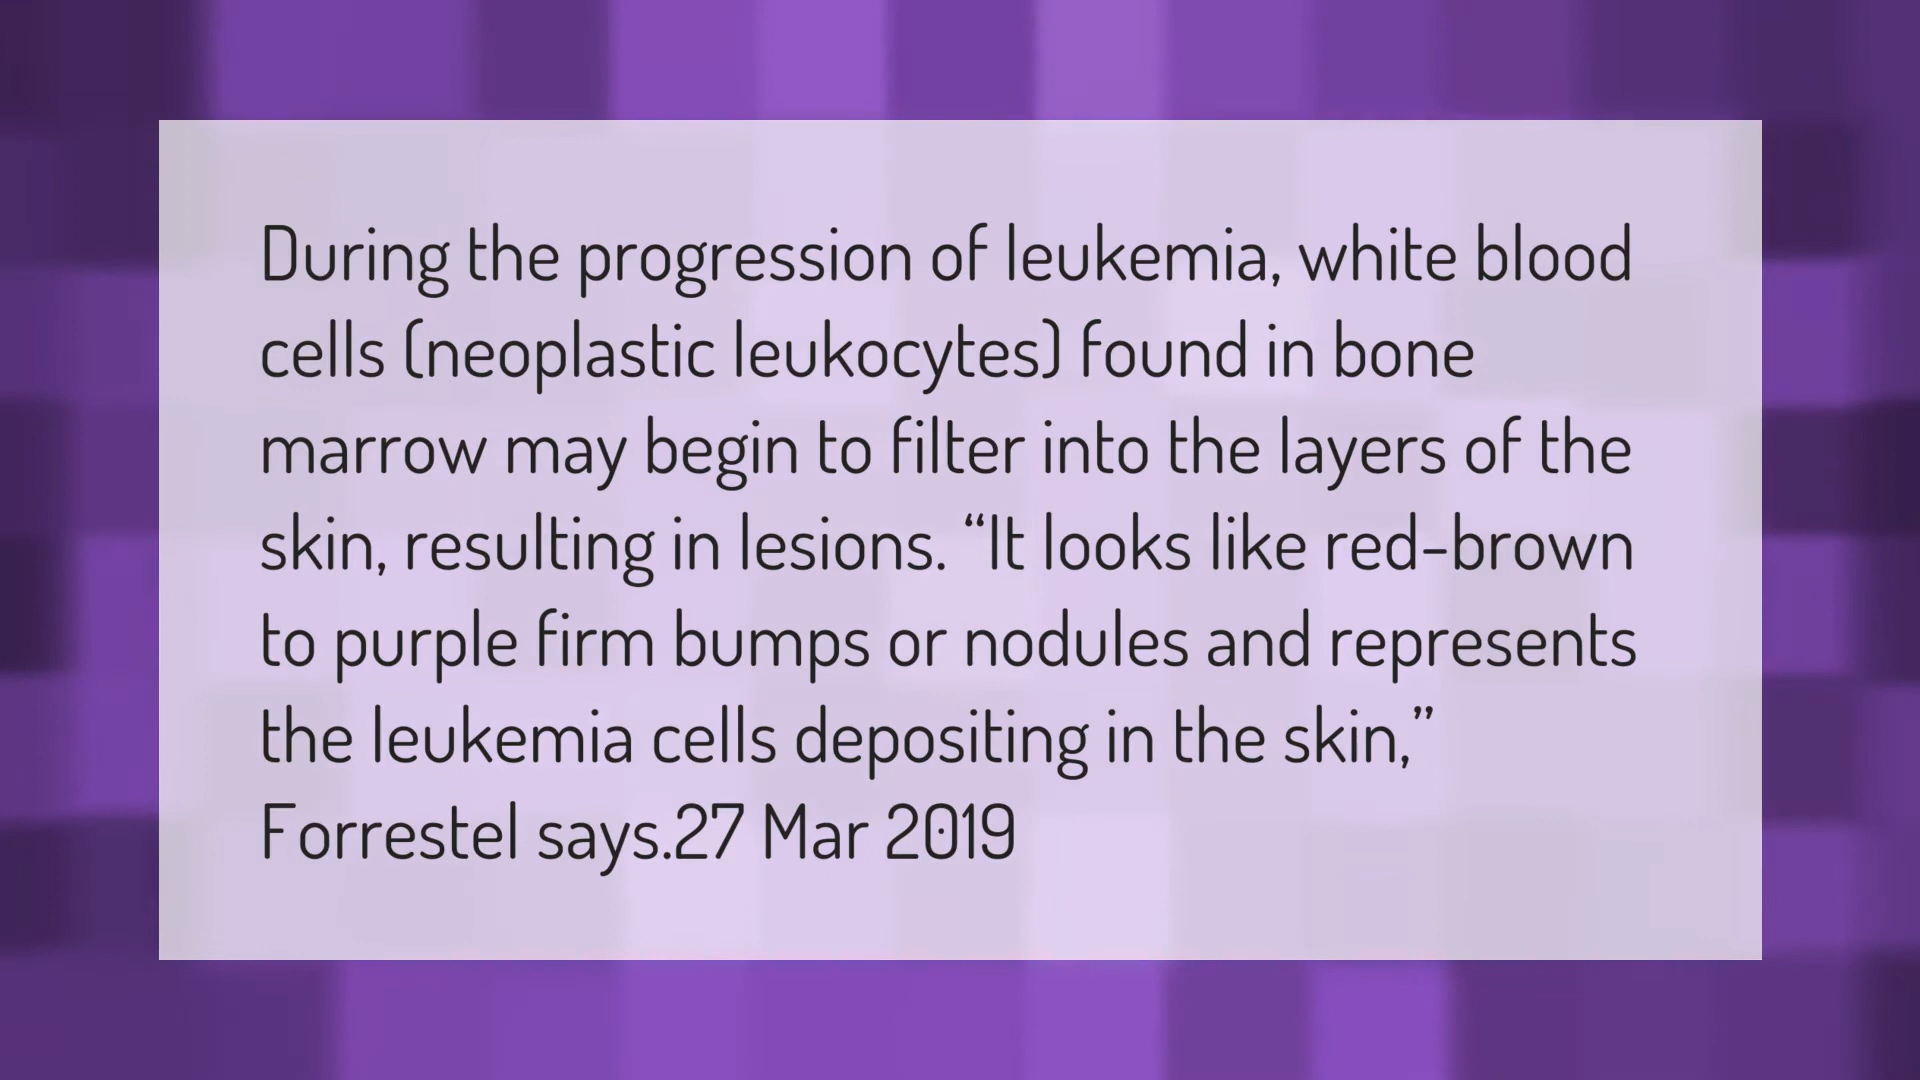 During the progression of leukemia, white blood
cells (neoplastic leukocytes) found in bone
marrow may begin to filter into the layers of the
skin, resulting in lesions. “It looks like red-brown
to purple firm bumps or nodules and represents
the leukemia cells depositing in the skin,”
Forrestel says.27 Mar 2019